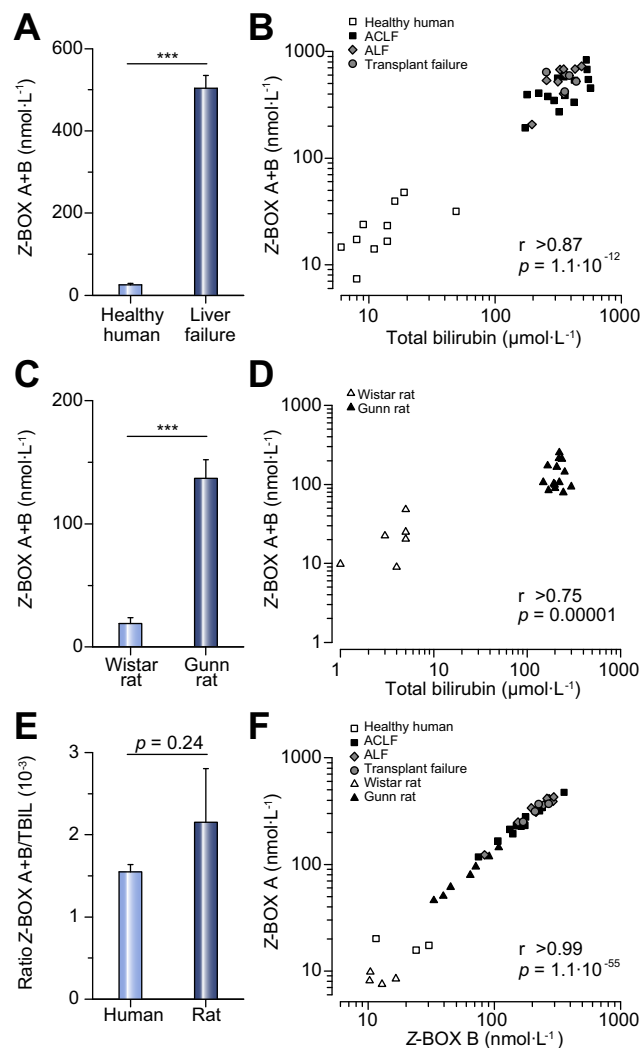 A
Z-BOX A+B (nmol·L-1)
600
400
200
0
***
Healthy human
Liver failure
B
Healthy human
ACLF
ALF
Transplant failure
Z-BOX A+B (nmol·L-1)
1000
100
10
r >0.87
p = 1.1·10-12
10
100
1000
Total bilirubin (µmol·L-1)
C
Z-BOX A+B (nmol·L-1)
200
100
0
***
Wistar rat
Gunn rat
D
Wistar rat
Gunn rat
Z-BOX A+B (nmol·L-1)
1000
100
10
1
r >0.75
p = 0.00001
1
10
100
1000
Total bilirubin (µmol·L-1)
E
Ratio Z-BOX A+B/TBIL (10-3)
3
2
1
0
p = 0.24
Human
Rat
F
Healthy human
ACLF
ALF
Transplant failure
Wistar rat
Gunn rat
Z-BOX A (nmol·L-1)
1000
100
10
r >0.99
p = 1.1·10-55
10
100
1000
Z-BOX B (nmol·L-1)